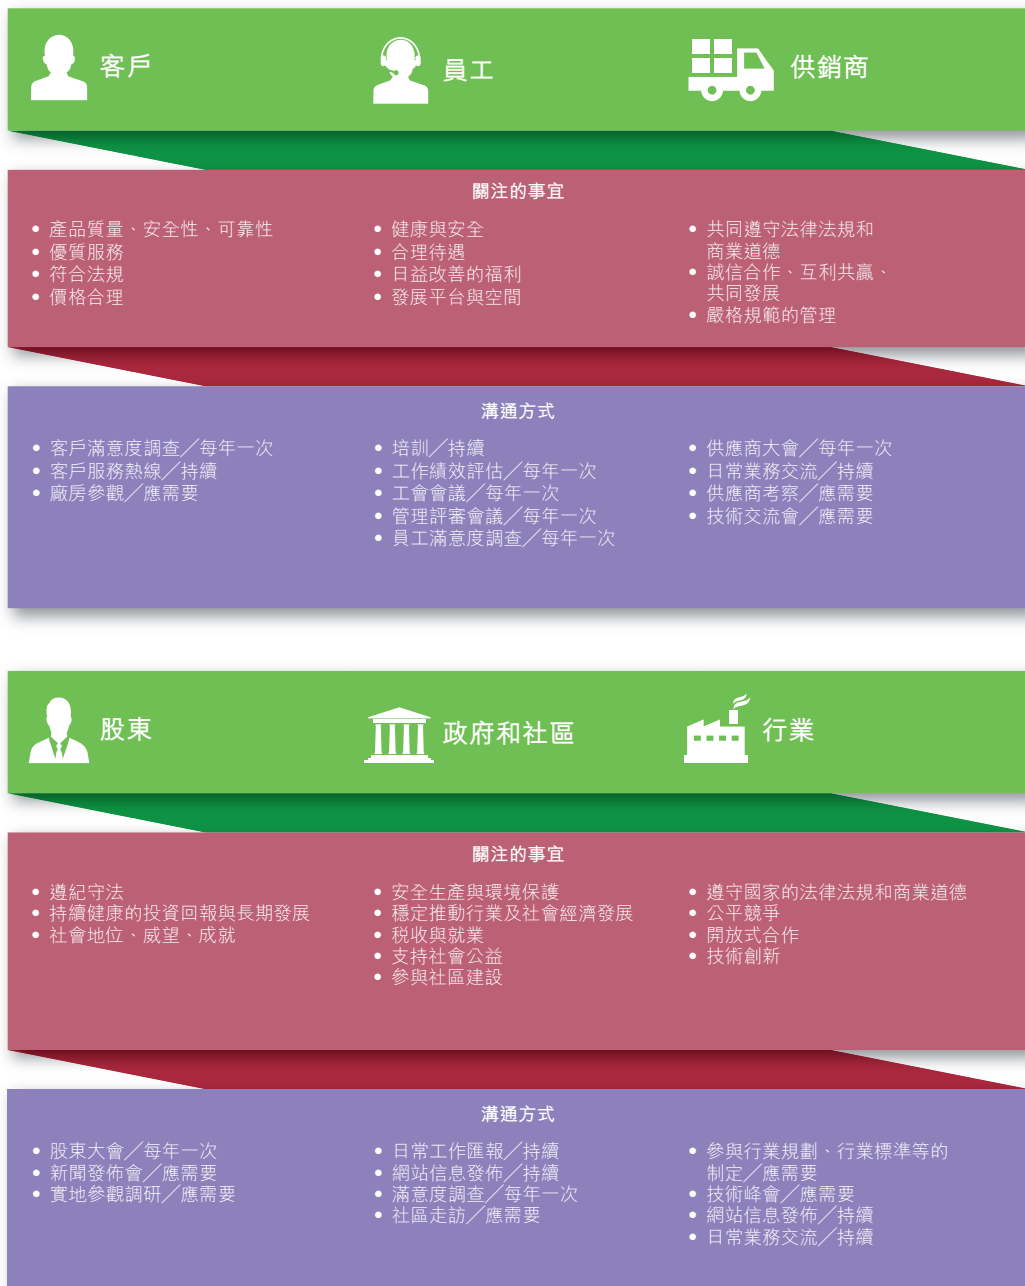 客戶
員工
供銷商
關注的事宜
• 產品質量、安全性、可靠性
• 優質服務
• 符合法規
• 價格合理
• 健康與安全
• 合理待遇
• 日益改善的福利
• 發展平台與空間
• 共同遵守法律法規和
商業道德
• 誠信合作、互利共贏、
共同發展
• 嚴格規範的管理
溝通方式
• 客戶滿意度調查╱每年一次
• 客戶服務熱線╱持續
• 廠房參觀╱應需要
• 培訓╱持續
• 工作績效評估╱每年一次
• 工會會議╱每年一次
• 管理評審會議╱每年一次
• 員工滿意度調查╱每年一次
• 供應商大會╱每年一次
• 日常業務交流╱持續
• 供應商考察╱應需要
• 技術交流會╱應需要
股東
政府和社區
行業
關注的事宜
• 遵紀守法
• 持續健康的投資回報與長期發展
• 社會地位、威望、成就
• 安全生產與環境保護
• 穩定推動行業及社會經濟發展
• 税收與就業
• 支持社會公益
• 參與社區建設
• 遵守國家的法律法規和商業道德
• 公平競爭
• 開放式合作
• 技術創新
溝通方式
• 股東大會╱每年一次
• 新聞發佈會╱應需要
• 實地參觀調研╱應需要
• 日常工作匯報╱持續
• 網站信息發佈╱持續
• 滿意度調查╱每年一次
• 社區走訪╱應需要
• 參與行業規劃、行業標準等的
制定╱應需要
• 技術峰會╱應需要
• 網站信息發佈╱持續
• 日常業務交流╱持續